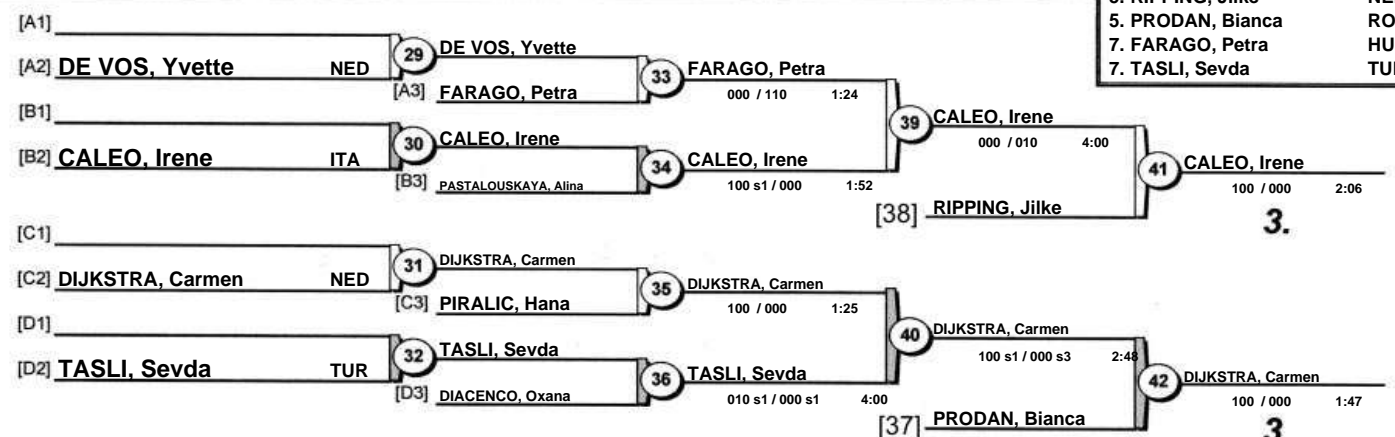 5. PRODAN, Bianca RO
7. FARAGO, Petra HU
7. TASLI, Sevda TUR
[A1]
[A2] DE VOS, Yvette NED
29
DE VOS, Yvette
[A3] FARAGO, Petra
33
FARAGO, Petra
000 / 110 1:24
[B1]
[B2] CALEO, Irene ITA
30
CALEO, Irene
[B3] PASTALOUSKAYA, Alina
34
CALEO, Irene
100 s1 / 000 1:52
39
CALEO, Irene
000 / 010 4:00
[38] RIPPING, Jilke
41
CALEO, Irene
100 / 000 2:06
3.
[C1]
[C2] DIJKSTRA, Carmen NED
31
DIJKSTRA, Carmen
[C3] PIRALIC, Hana
35
DIJKSTRA, Carmen
100 / 000 1:25
[D1]
[D2] TASLI, Sevda TUR
32
TASLI, Sevda
[D3] DIACENCO, Oxana
36
TASLI, Sevda
010 s1 / 000 s1 4:00
40
DIJKSTRA, Carmen
100 s1 / 000 s3 2:48
[37] PRODAN, Bianca
42
DIJKSTRA, Carmen
100 / 000 1:47
3